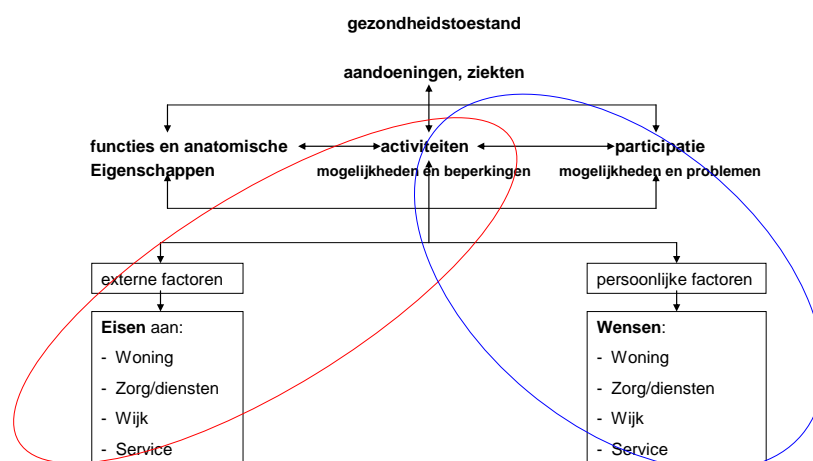 gezondheidstoestand
aandoeningen, ziekten
functies en anatomische
Eigenschappen
activiteiten
mogelijkheden en beperkingen
participatie
mogelijkheden en problemen
externe factoren
persoonlijke factoren
Eisen aan:
- Woning
- Zorg/diensten
- Wijk
- Service
Wensen:
- Woning
- Zorg/diensten
- Wijk
- Service